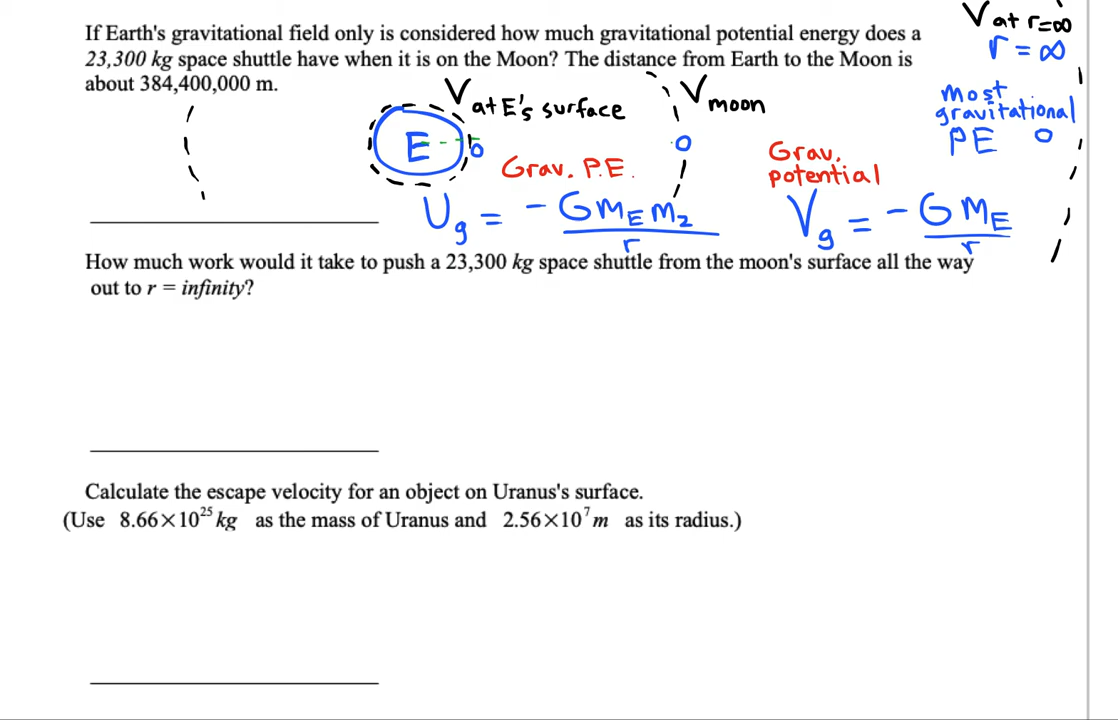 V at r=∞
If Earth's gravitational field only is considered how much gravitational potential energy does a
r = ∞
23,300 kg space shuttle have when it is on the Moon? The distance from Earth to the Moon is
about 384,400,000 m.
V at E's surface
V moon
most
gravitational
PE 0
E
Grav. P.E.
Grav.
potential
U_g = -G M_E M_2 / r
V_g = -G M_E / r
How much work would it take to push a 23,300 kg space shuttle from the moon's surface all the way
out to r = infinity?
Calculate the escape velocity for an object on Uranus's surface.
(Use 8.66×10²⁵ kg as the mass of Uranus and 2.56×10⁷ m as its radius.)